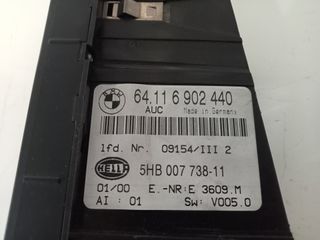 BMW
64.11 6 902 440
AUC Made in Germany
lfd. Nr. 09154/III 2
HELLA
5HB 007 738-11
01/00 E.-NR:E 3609.M
AI : 01 SW: V005.0